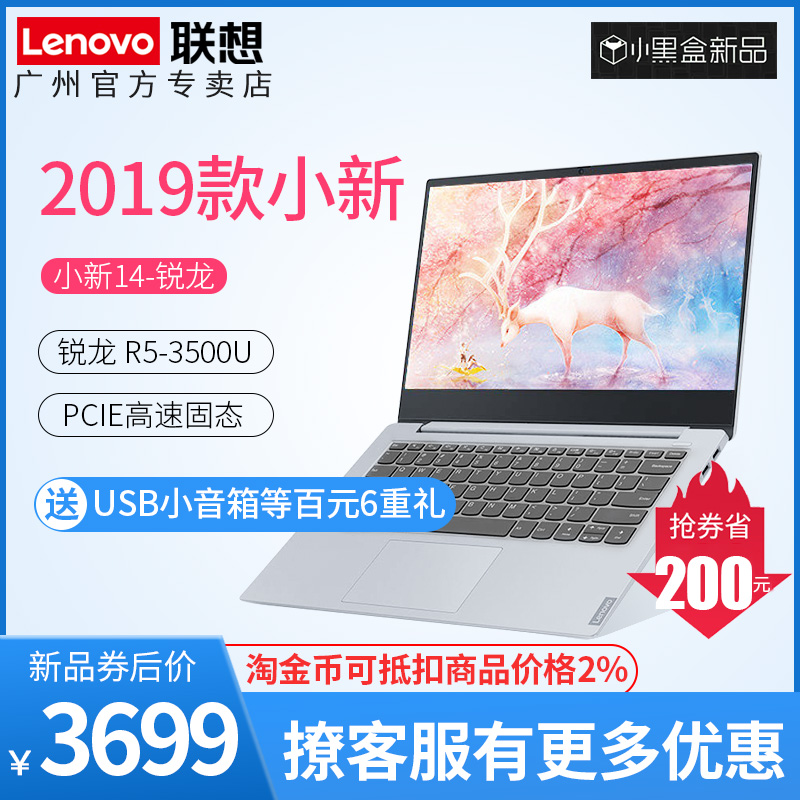 Lenovo 联想
广州官方专卖店
小黑盒新品
2019款小新
小新14-锐龙
锐龙 R5-3500U
PCIE高速固态
送 USB小音箱等百元6重礼
抢券省
200元
Lenovo
新品券后价
¥3699
淘金币可抵扣商品价格2%
撩客服有更多优惠